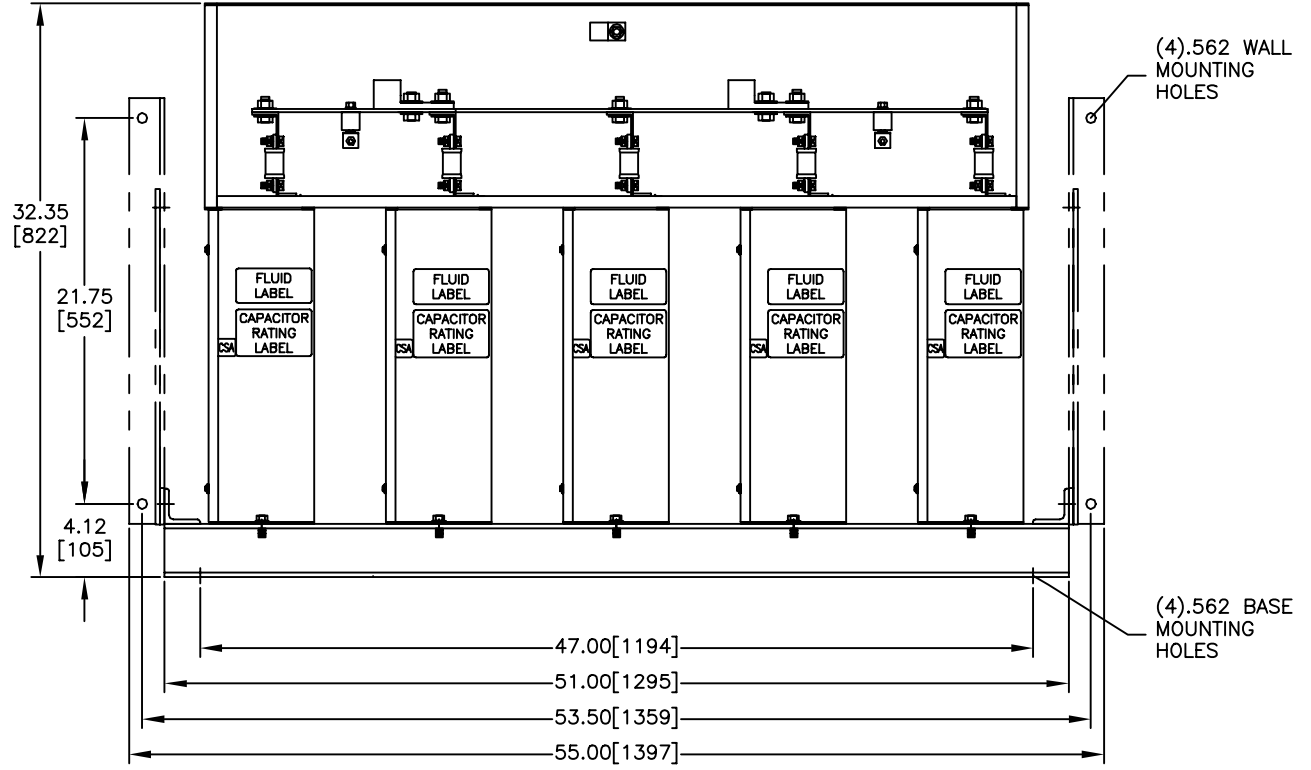 (4).562 WALL
MOUNTING
HOLES
32.35
[822]
21.75
[552]
4.12
[105]
FLUID
LABEL
CAPACITOR
RATING
LABEL
CSA
FLUID
LABEL
CAPACITOR
RATING
LABEL
CSA
FLUID
LABEL
CAPACITOR
RATING
LABEL
CSA
FLUID
LABEL
CAPACITOR
RATING
LABEL
CSA
FLUID
LABEL
CAPACITOR
RATING
LABEL
CSA
(4).562 BASE
MOUNTING
HOLES
47.00[1194]
51.00[1295]
53.50[1359]
55.00[1397]